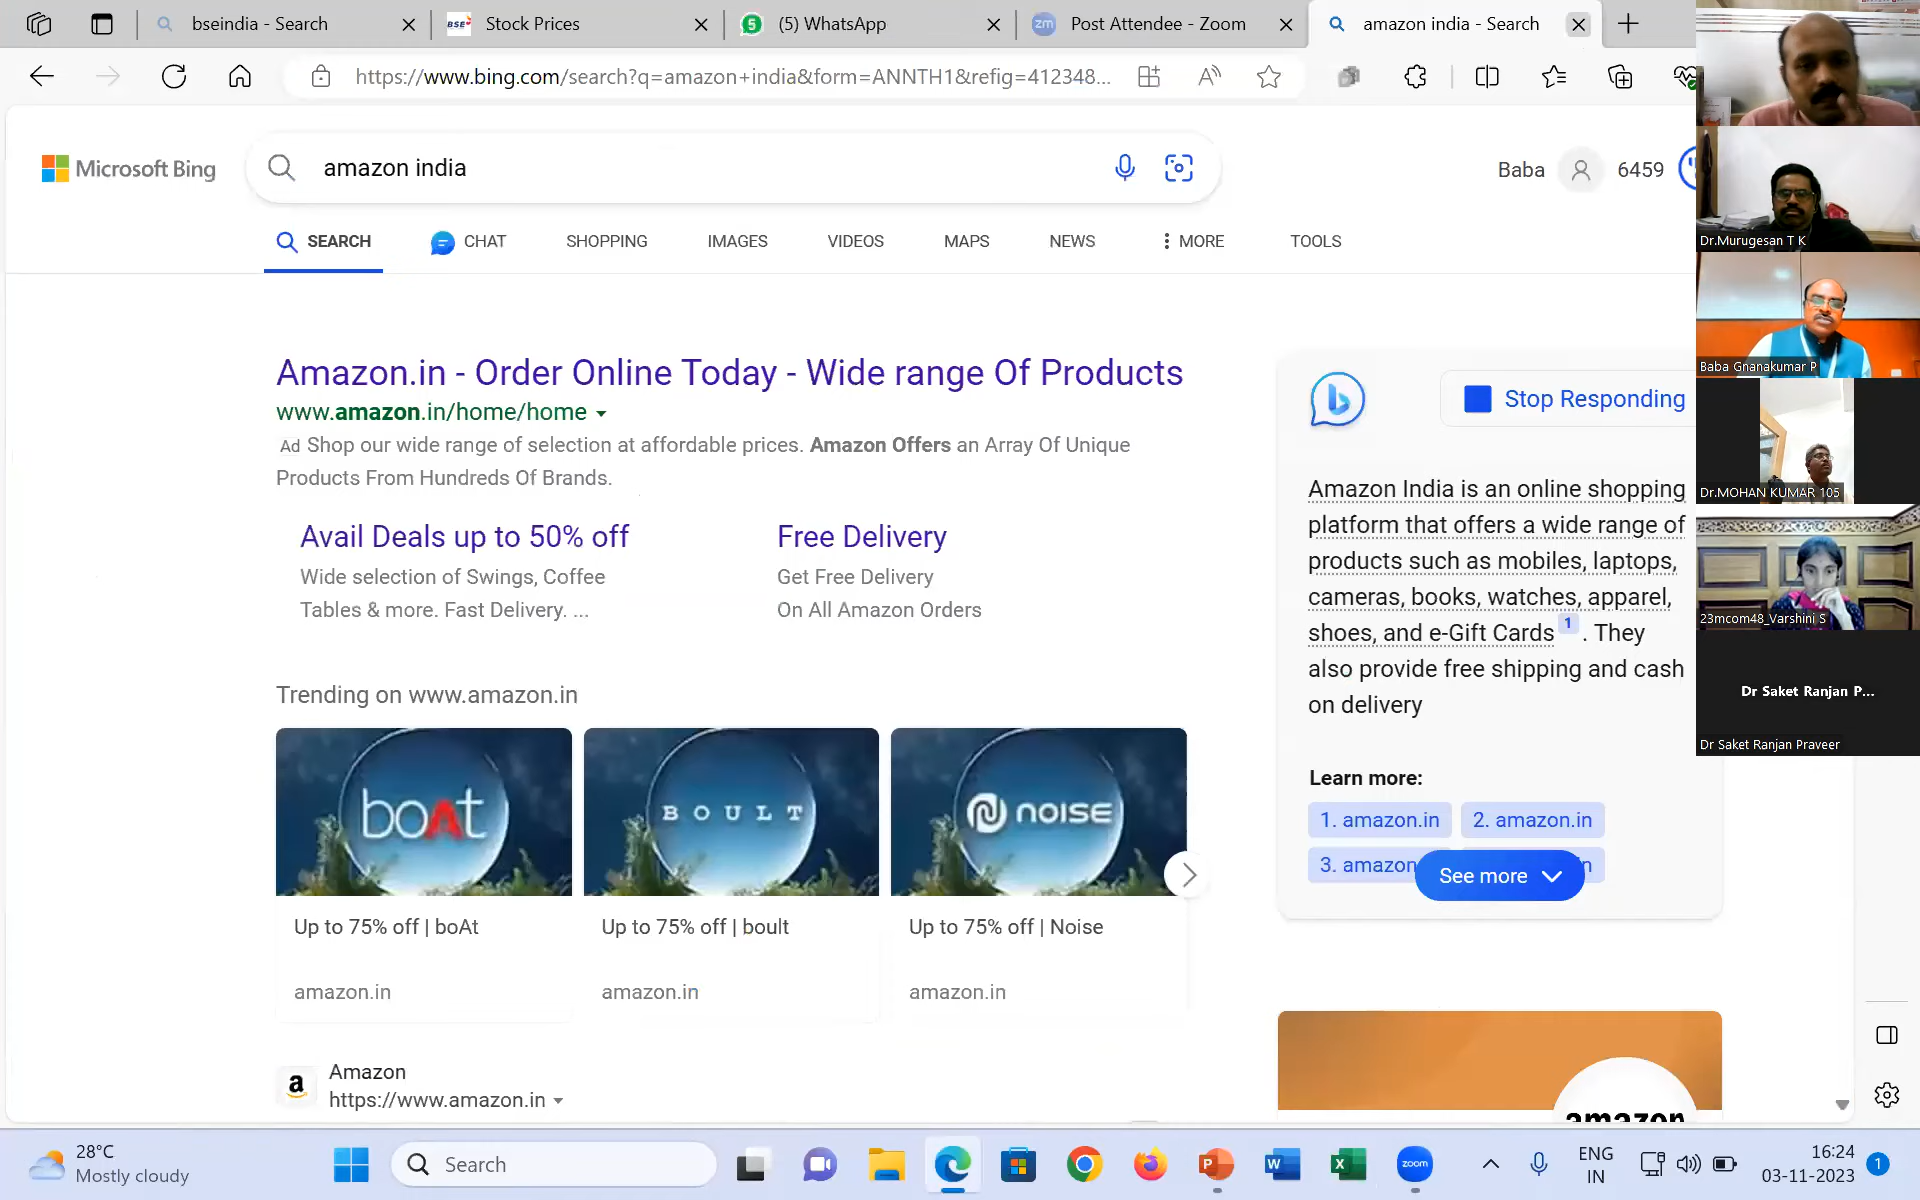 bseindia - Search
BSE
Stock Prices
5
(5) WhatsApp
zm
Post Attendee - Zoom
amazon india - Search
https://www.bing.com/search?q=amazon+india&form=ANNTH1&refig=412348...
Microsoft Bing
amazon india
Baba
6459
SEARCH
CHAT
SHOPPING
IMAGES
VIDEOS
MAPS
NEWS
MORE
TOOLS
Amazon.in - Order Online Today - Wide range Of Products
www.amazon.in/home/home
Ad Shop our wide range of selection at affordable prices. Amazon Offers an Array Of Unique
Products From Hundreds Of Brands.
Avail Deals up to 50% off
Wide selection of Swings, Coffee
Tables & more. Fast Delivery. ...
Free Delivery
Get Free Delivery
On All Amazon Orders
Trending on www.amazon.in
boAt
BOULT
NOISE
Up to 75% off | boAt
amazon.in
Up to 75% off | boult
amazon.in
Up to 75% off | Noise
amazon.in
a
Amazon
https://www.amazon.in
Stop Responding
Amazon India is an online shopping
platform that offers a wide range of
products such as mobiles, laptops,
cameras, books, watches, apparel,
shoes, and e-Gift Cards 1 . They
also provide free shipping and cash
on delivery
Learn more:
1. amazon.in
2. amazon.in
3. amazon
See more
amazon
Dr.Murugesan T K
Baba Gnanakumar P
Dr.MOHAN KUMAR 105
23mcom48_Varshini S
Dr Saket Ranjan P...
Dr Saket Ranjan Praveer
28°C
Mostly cloudy
Search
zoom
ENG
IN
16:24
03-11-2023
1